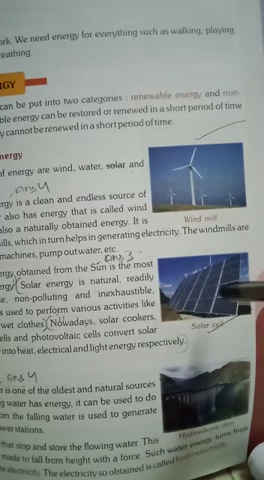 ork. We need energy for everything such as walking, playing,
reathing.
RGY
can be put into two categories : renewable energy and non-
ble energy can be restored or renewed in a short period of time
y cannot be renewed in a short period of time.
nergy
of energy are wind, water, solar and
Ans 4
rgy is a clean and endless source of
also has energy that is called wind
also a naturally obtained energy. It is
Wind mill
ills, which in turn helps in generating electricity. The windmills are
machines, pump out water, etc.
Ans 3
ergy obtained from the Sun is the most
ergy. Solar energy is natural, readily
le, non-polluting and inexhaustible.
s used to perform various activities like
wet clothes. Nowadays, solar cookers,
Solar cell
ells and photovoltaic cells convert solar
into heat, electrical and light energy respectively.
Ans 4
r is one of the oldest and natural sources
g water has energy, it can be used to do
om the falling water is used to generate
wer stations.
Hydroelectric dam
that stop and store the flowing water. This
made to fall from height with a force. Such water energy turns huge
electricity. The electricity so obtained is called hydroelectricity.